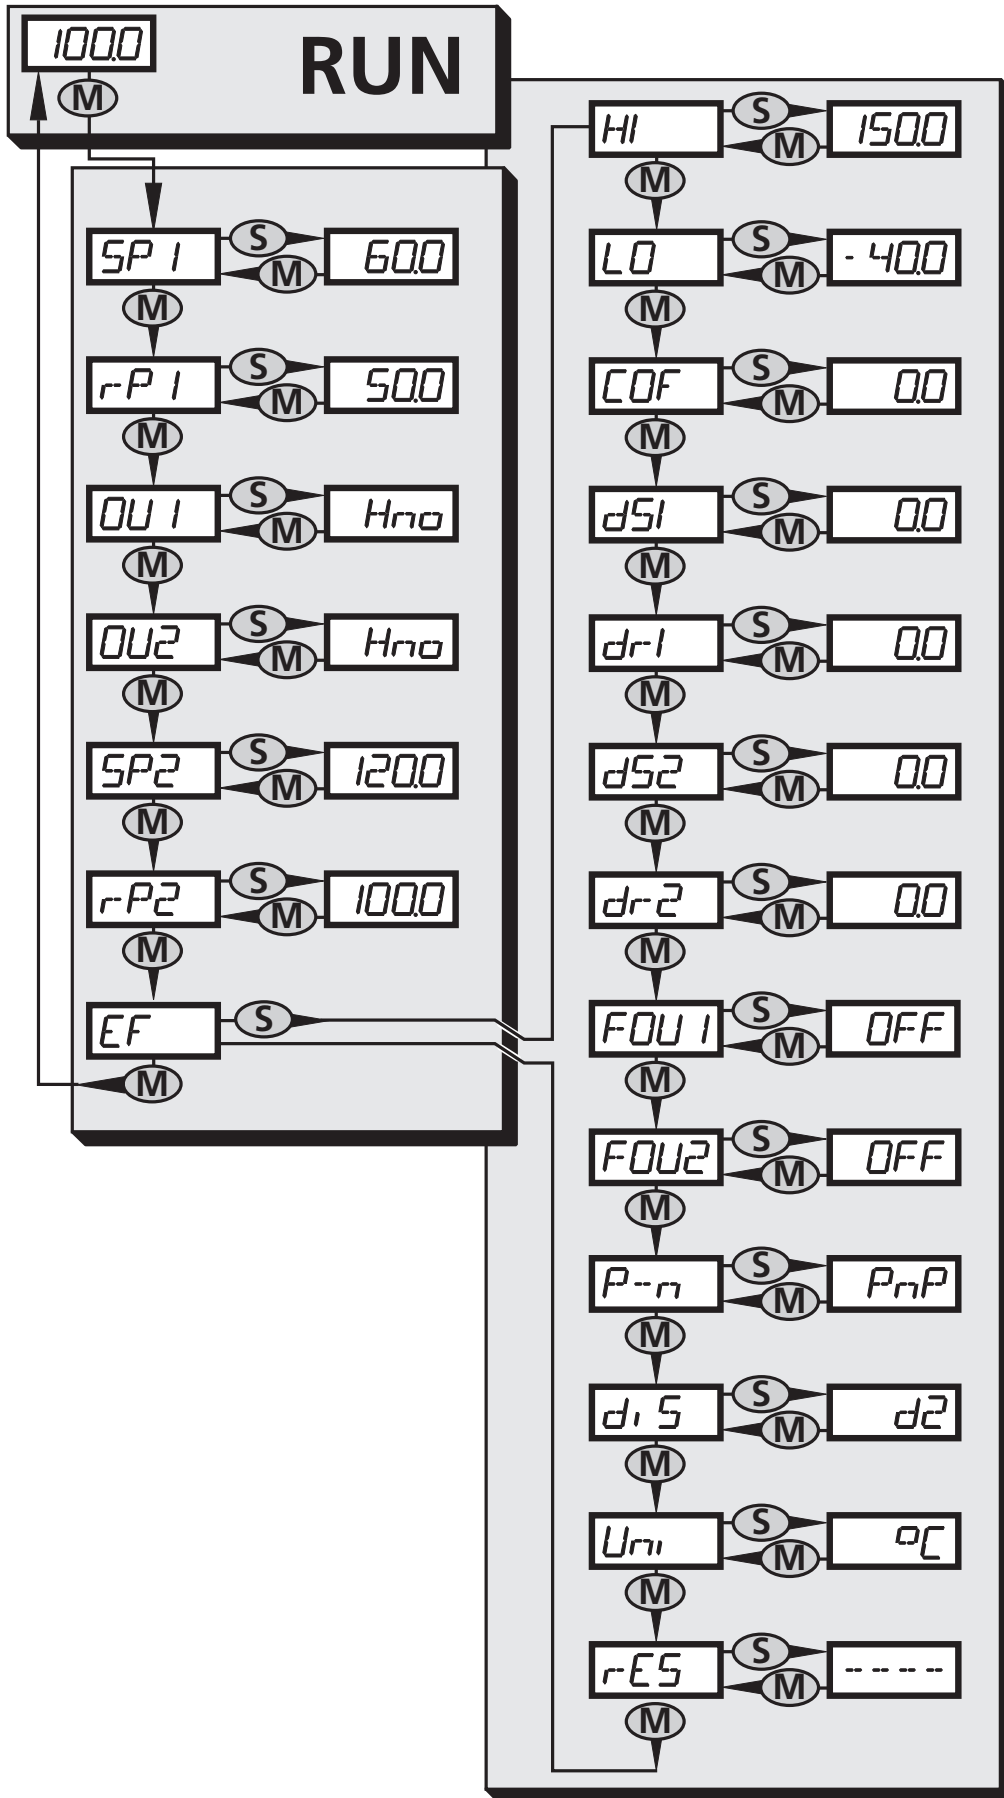 100.0
RUN
M
SP1 S 60.0
M
M
rP1 S 50.0
M
M
OU1 S Hno
M
M
OU2 S Hno
M
M
SP2 S 120.0
M
M
rP2 S 100.0
M
M
EF S
M
HI S 150.0
M
M
LO S -40.0
M
M
COF S 0.0
M
M
dS1 S 0.0
M
M
dr1 S 0.0
M
M
dS2 S 0.0
M
M
dr2 S 0.0
M
M
FOU1 S OFF
M
M
FOU2 S OFF
M
M
P-n S PnP
M
M
diS S d2
M
M
Uni S °C
M
M
rES S ----
M
M